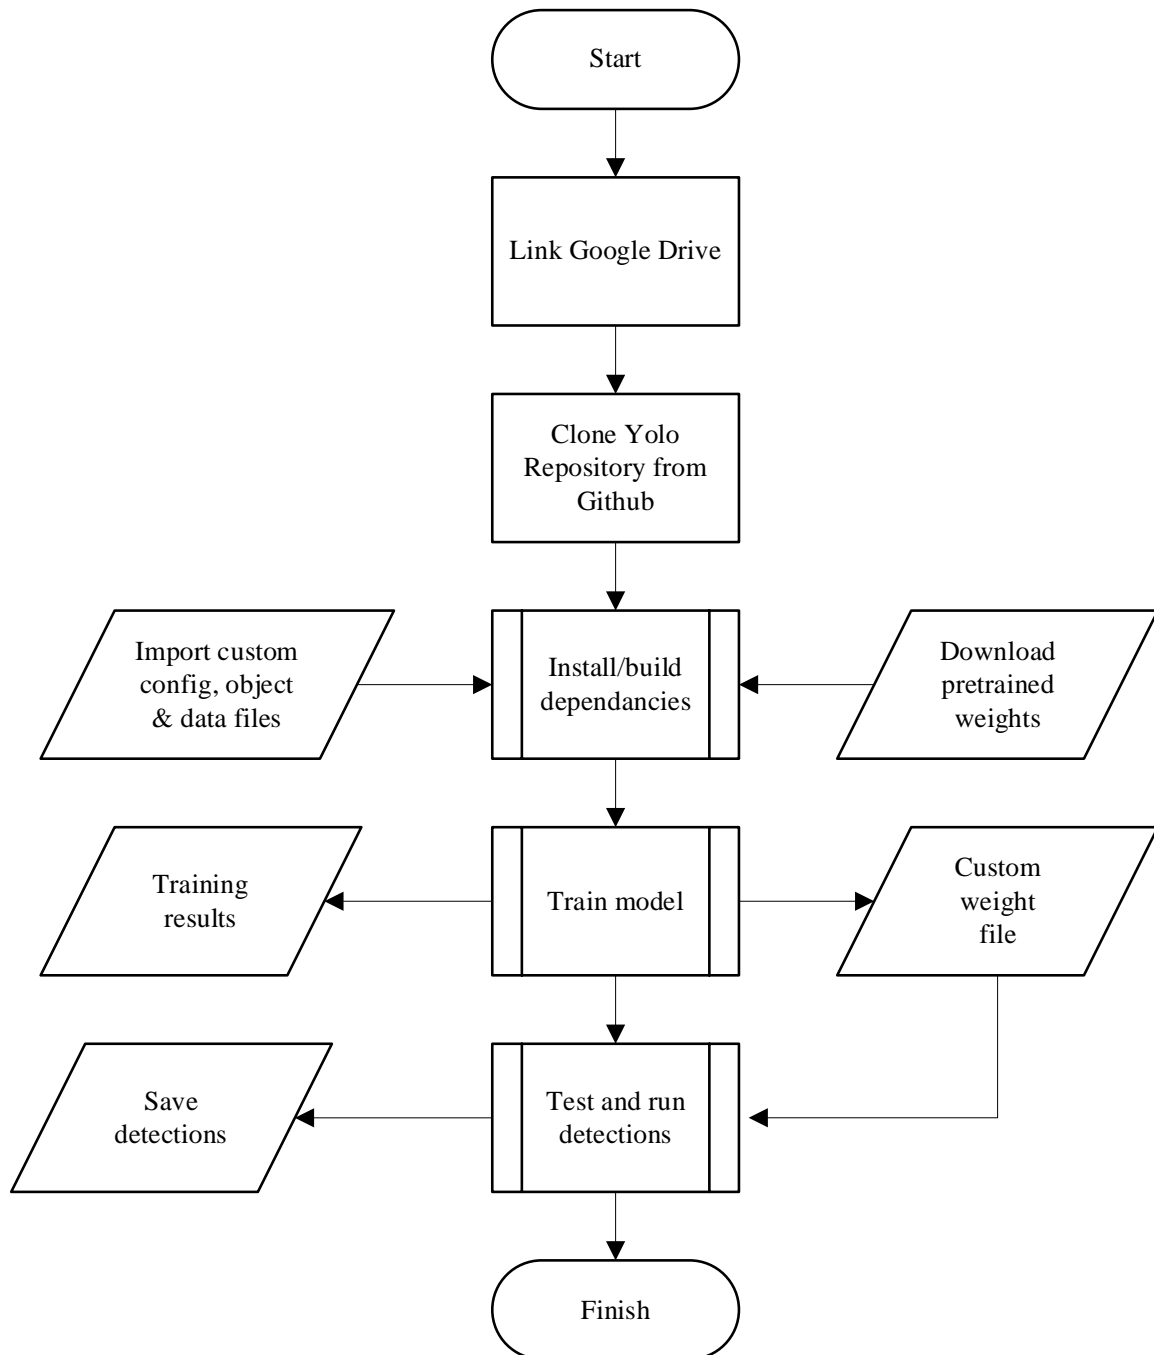 Start
Link Google Drive
Clone Yolo
Repository from
Github
Import custom
config, object
& data files
Install/build
dependancies
Download
pretrained
weights
Training
results
Train model
Custom
weight
file
Save
detections
Test and run
detections
Finish